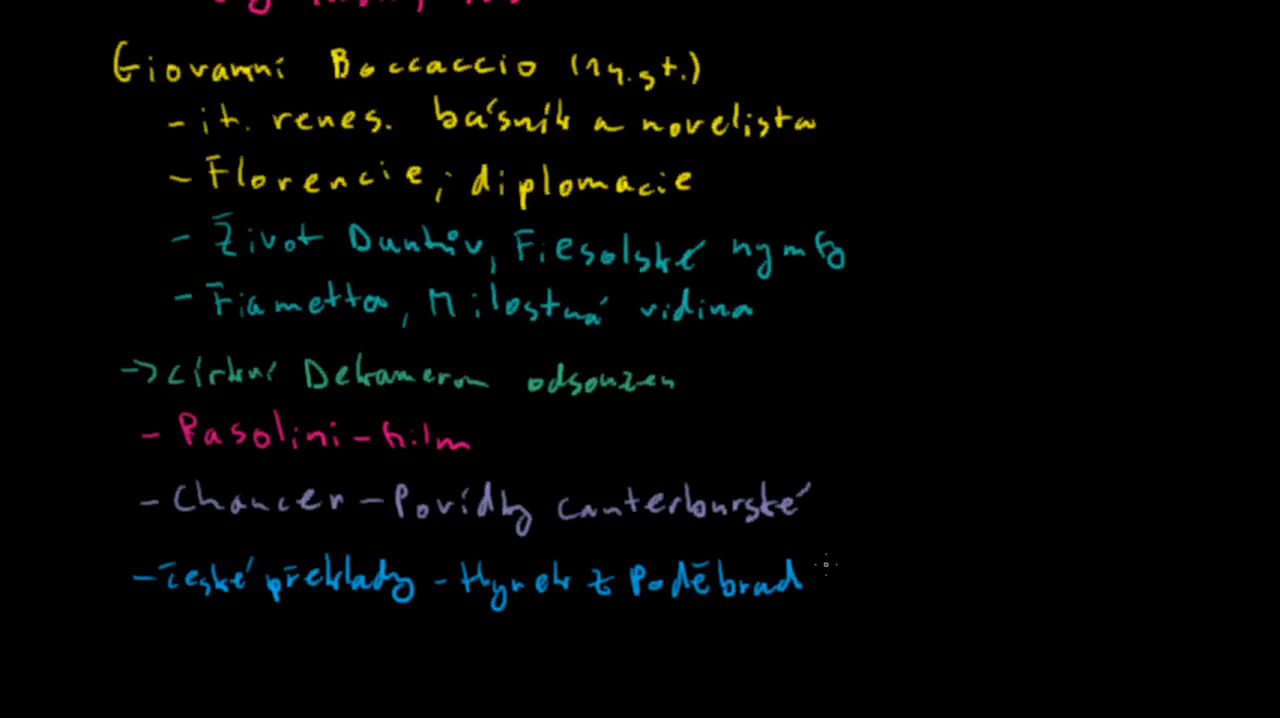 Giovanni Boccaccio (14. st.)
- it. renes. básník a novelista
- Florencie, diplomacie
- Život Dantův, Fiesolské nymfy
- Fiametta, Milostná vidina
-> církví Dekameron odsouzen
- Pasolini - film
- Chaucer - Povídky canterburské
- české překlady - Hynek z Poděbrad